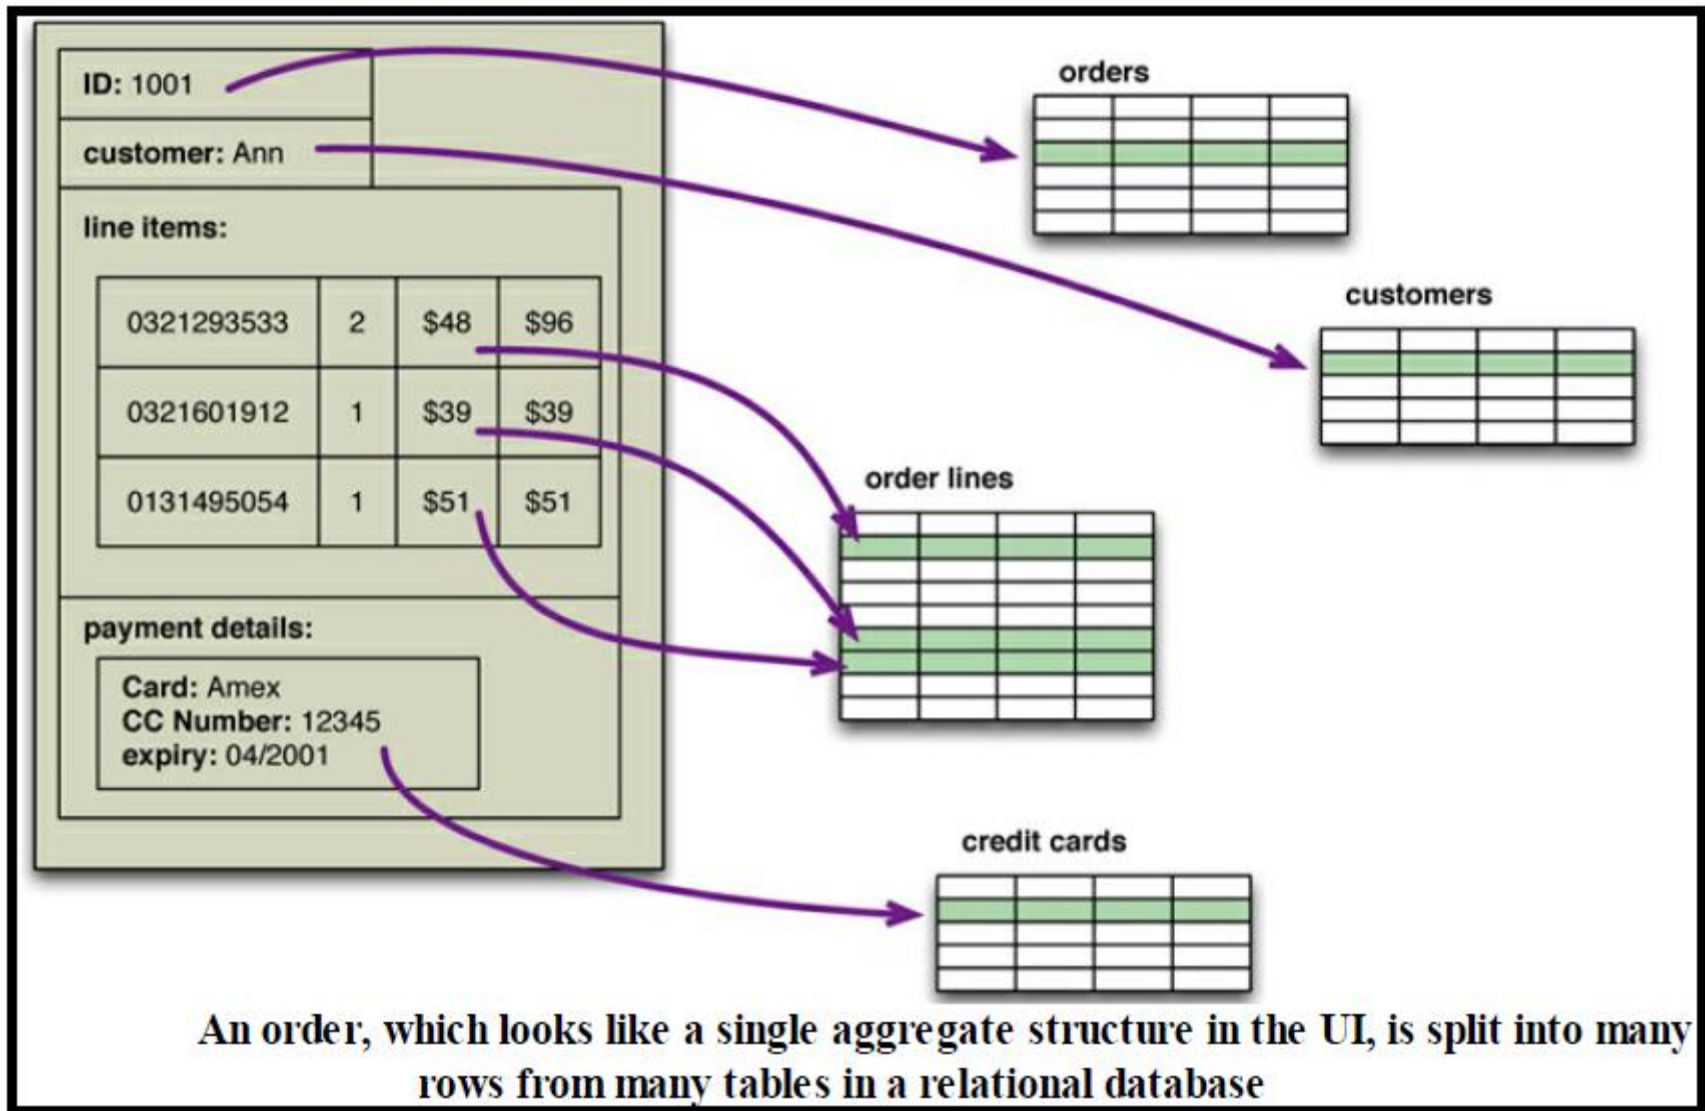 ID: 1001
customer: Ann
line items:
0321293533 2 $48 $96
0321601912 1 $39 $39
0131495054 1 $51 $51
payment details:
Card: Amex
CC Number: 12345
expiry: 04/2001
orders
customers
order lines
credit cards
An order, which looks like a single aggregate structure in the UI, is split into many
rows from many tables in a relational database